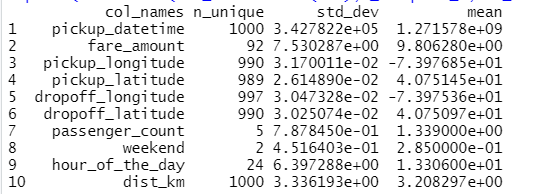 col_names n_unique std_dev mean
1 pickup_datetime 1000 3.427822e+05 1.271578e+09
2 fare_amount 92 7.530287e+00 9.806280e+00
3 pickup_longitude 990 3.170011e-02 -7.397685e+01
4 pickup_latitude 989 2.614890e-02 4.075145e+01
5 dropoff_longitude 997 3.047328e-02 -7.397536e+01
6 dropoff_latitude 990 3.025074e-02 4.075097e+01
7 passenger_count 5 7.878450e-01 1.339000e+00
8 weekend 2 4.516403e-01 2.850000e-01
9 hour_of_the_day 24 6.397288e+00 1.330600e+01
10 dist_km 1000 3.336193e+00 3.208297e+00